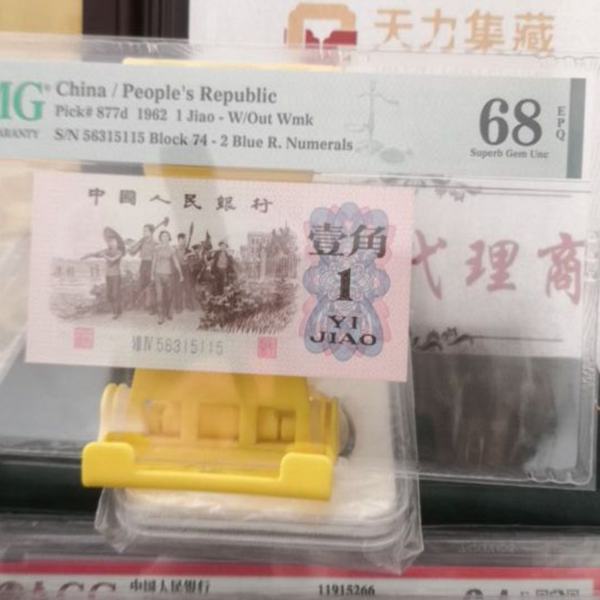 天力集藏
MG
China / People's Republic
Pick# 877d 1962 1 Jiao - W/Out Wmk
S/N 56315115 Block 74 - 2 Blue R. Numerals
68
EPQ
Superb Gem Unc
中國人民銀行
壹角
1
YI
JIAO
56315115
代理商
中国人民银行
11915266